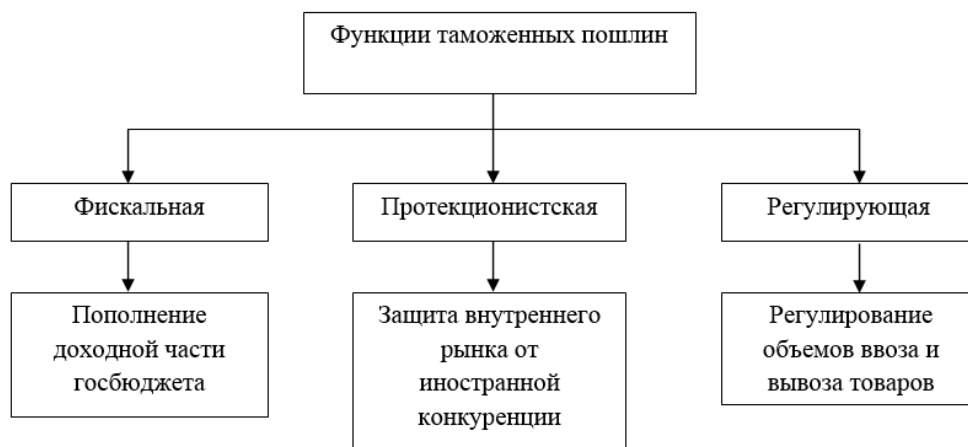 Функции таможенных пошлин
Фискальная
Протекционистская
Регулирующая
Пополнение
доходной части
госбюджета
Защита внутреннего
рынка от
иностранной
конкуренции
Регулирование
объемов ввоза и
вывоза товаров